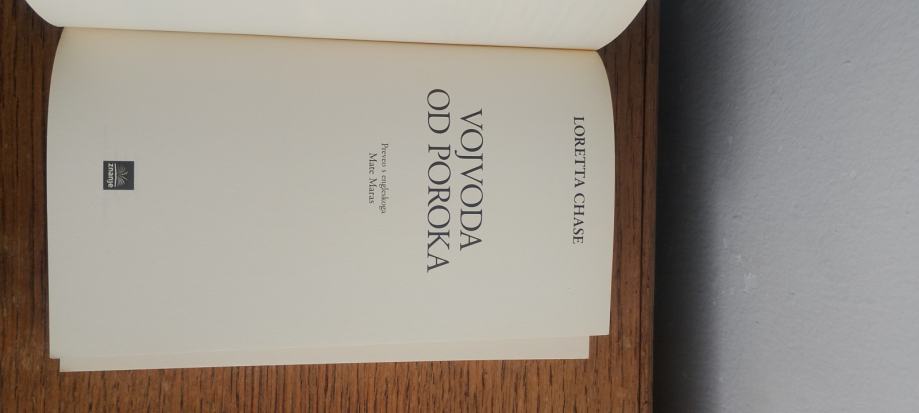 LORETTA CHASE
VOJVODA
OD POROKA
Preveo s engleskoga
Mate Maras
znanje